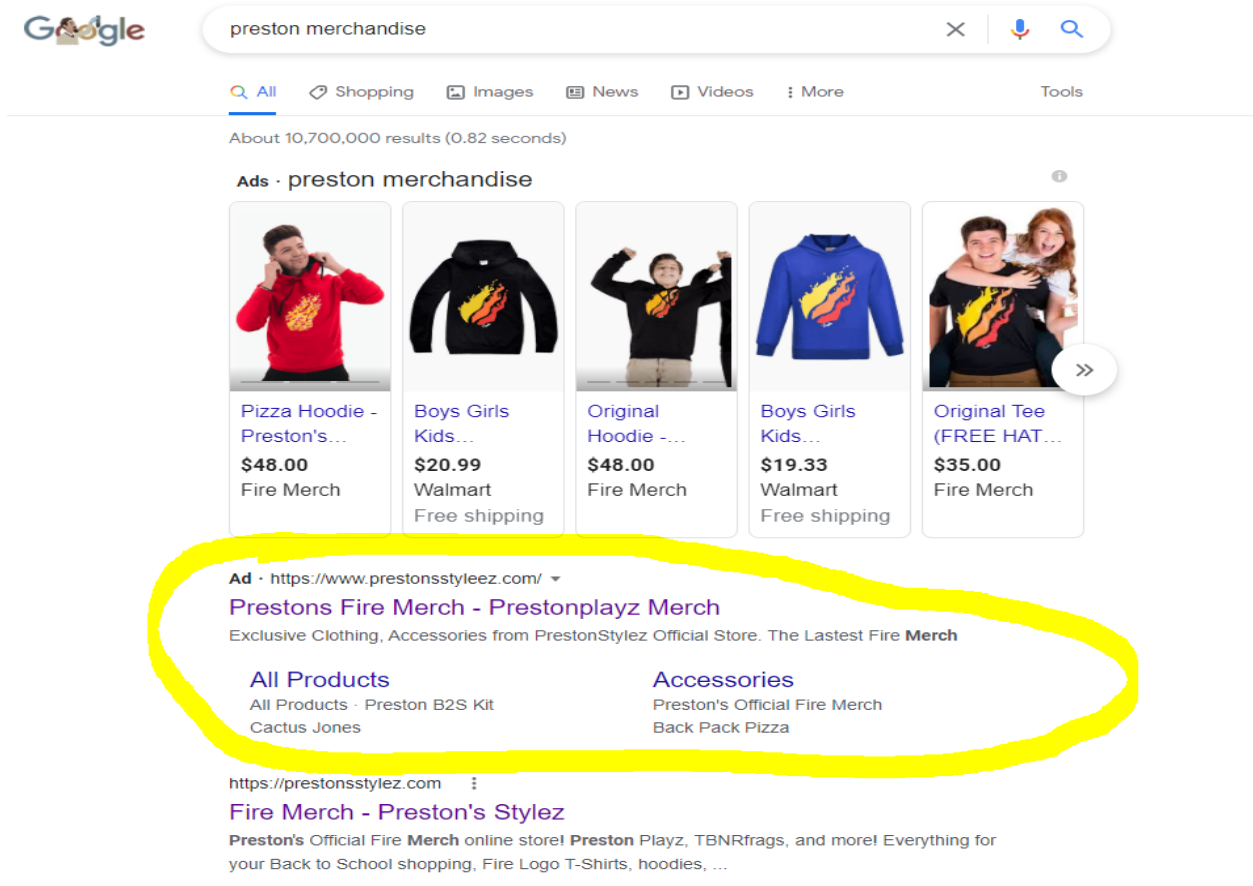 Google
preston merchandise
All Shopping Images News Videos More Tools
About 10,700,000 results (0.82 seconds)
Ads · preston merchandise
Pizza Hoodie -
Preston's...
$48.00
Fire Merch
Boys Girls
Kids...
$20.99
Walmart
Free shipping
Original
Hoodie -...
$48.00
Fire Merch
Boys Girls
Kids...
$19.33
Walmart
Free shipping
Original Tee
(FREE HAT...
$35.00
Fire Merch
Ad · https://www.prestonsstyleez.com/
Prestons Fire Merch - Prestonplayz Merch
Exclusive Clothing, Accessories from PrestonStylez Official Store. The Lastest Fire Merch
All Products
All Products · Preston B2S Kit
Cactus Jones
Accessories
Preston's Official Fire Merch
Back Pack Pizza
https://prestonsstylez.com
Fire Merch - Preston's Stylez
Preston's Official Fire Merch online store! Preston Playz, TBNRfrags, and more! Everything for
your Back to School shopping, Fire Logo T-Shirts, hoodies, ...